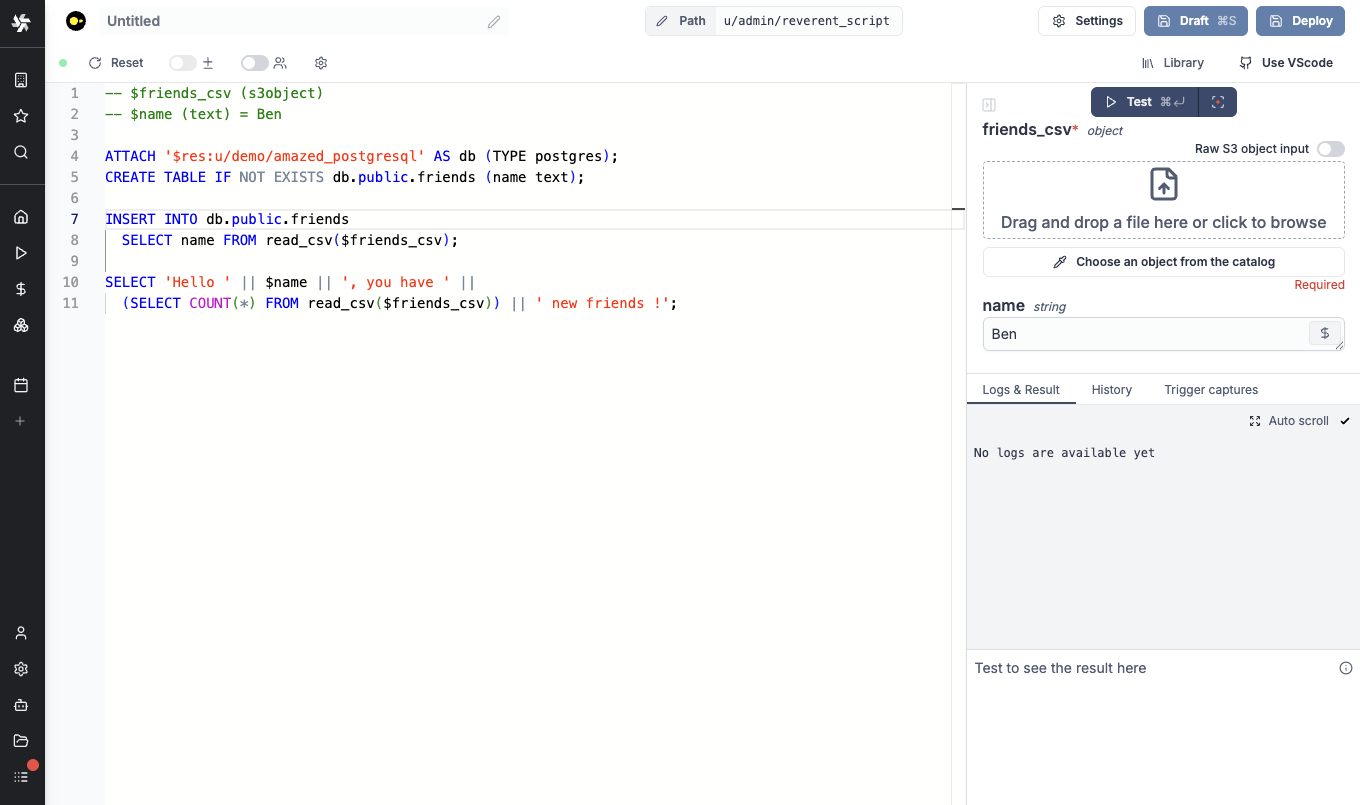 Untitled
Path u/admin/reverent_script
Settings
Draft ⌘S
Deploy
Reset
±
Library
Use VScode
1 -- $friends_csv (s3object)
2 -- $name (text) = Ben
3
4 ATTACH '$res:u/demo/amazed_postgresql' AS db (TYPE postgres);
5 CREATE TABLE IF NOT EXISTS db.public.friends (name text);
6
7 INSERT INTO db.public.friends
8   SELECT name FROM read_csv($friends_csv);
9
10 SELECT 'Hello ' || $name || ', you have ' ||
11   (SELECT COUNT(*) FROM read_csv($friends_csv)) || ' new friends !';
Test ⌘↵
friends_csv* object
Raw S3 object input
Drag and drop a file here or click to browse
Choose an object from the catalog
Required
name string
Ben $
Logs & Result History Trigger captures
Auto scroll
No logs are available yet
Test to see the result here